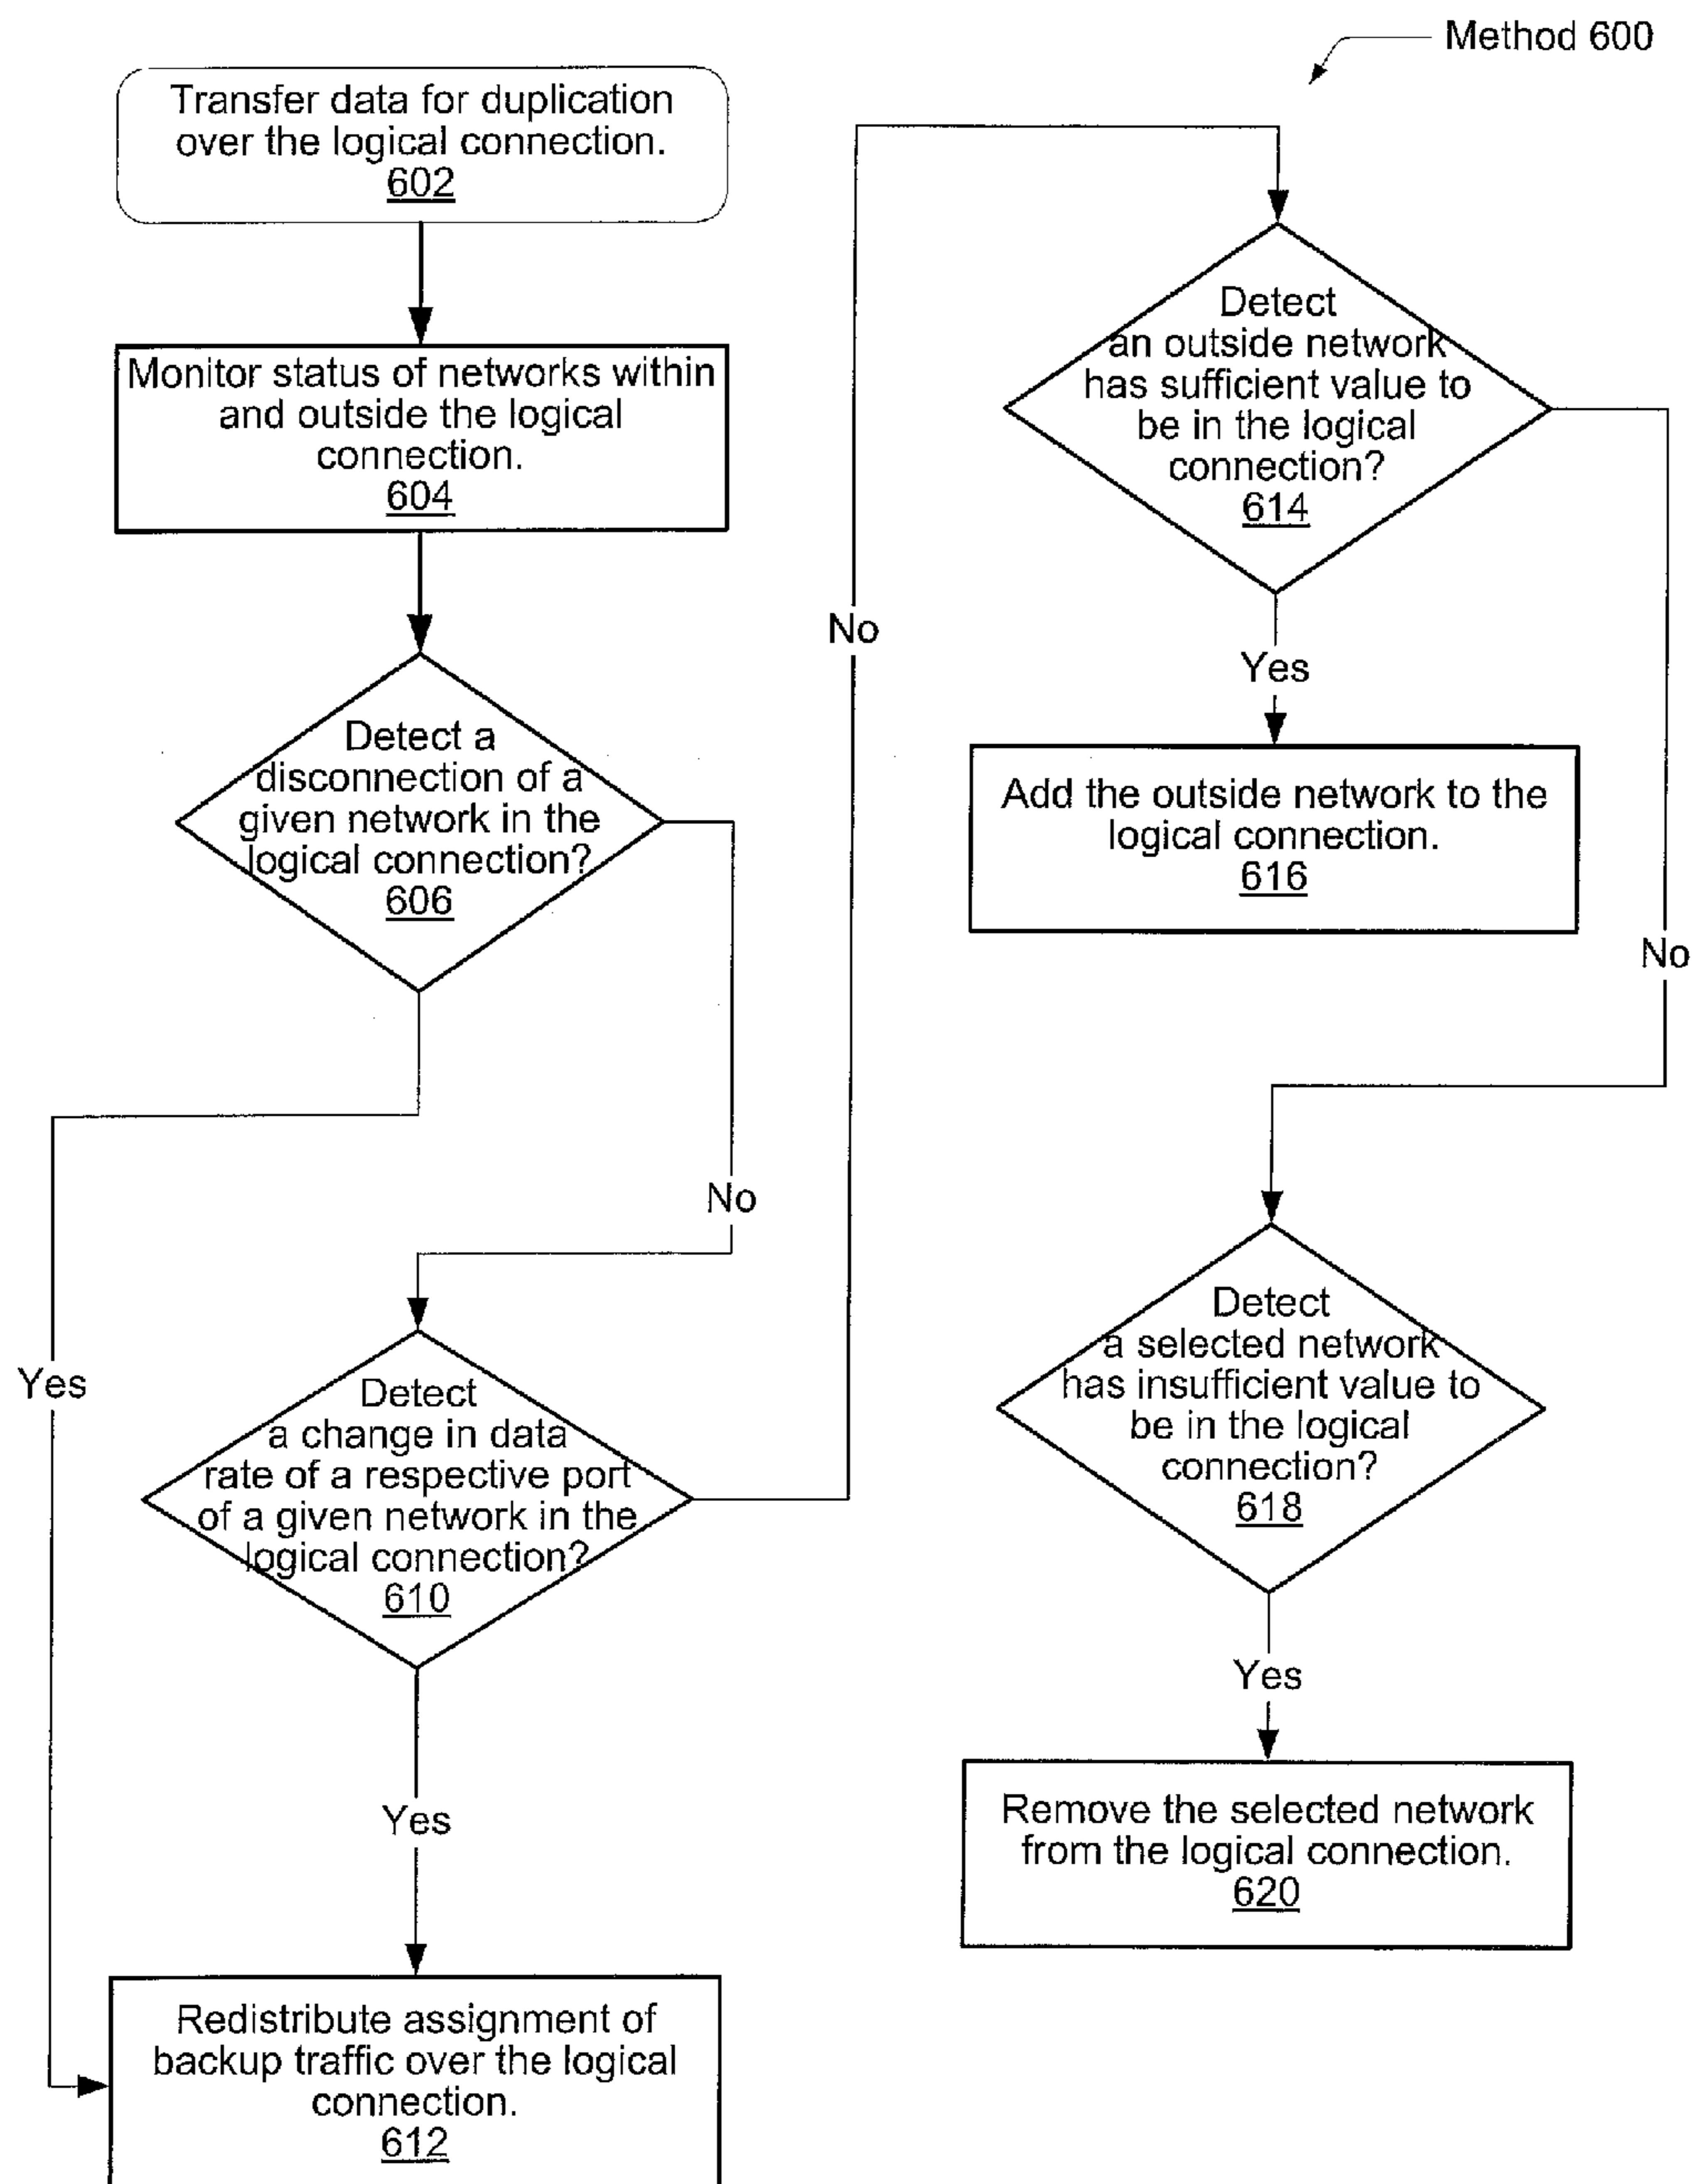 Method 600
Transfer data for duplication
over the logical connection.
602
Monitor status of networks within
and outside the logical
connection.
604
Detect a
disconnection of a
given network in the
logical connection?
606
No
Yes
Detect
a change in data
rate of a respective port
of a given network in the
logical connection?
610
Yes
Redistribute assignment of
backup traffic over the logical
connection.
612
No
Detect
an outside network
has sufficient value to
be in the logical
connection?
614
Yes
Add the outside network to the
logical connection.
616
No
Detect
a selected network
has insufficient value to
be in the logical
connection?
618
Yes
Remove the selected network
from the logical connection.
620